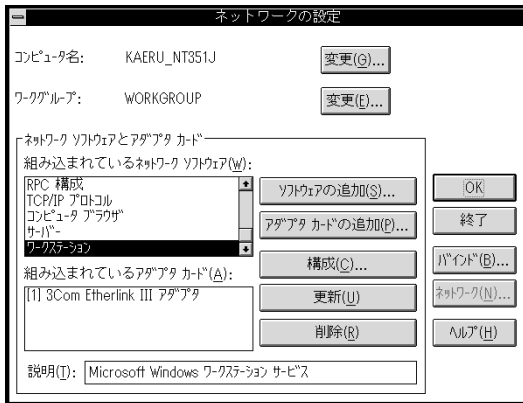 ネットワークの設定
ｺﾝﾋﾟｭｰﾀ名: KAERU_NT351J 変更(G)...
ﾜｰｸｸﾞﾙｰﾌﾟ: WORKGROUP 変更(F)...
ﾈｯﾄﾜｰｸ ｿﾌﾄｳｪｱとｱﾀﾞﾌﾟﾀ ｶｰﾄﾞ
組み込まれているﾈｯﾄﾜｰｸ ｿﾌﾄｳｪｱ(W):
RPC 構成
TCP/IP ﾌﾟﾛﾄｺﾙ
ｺﾝﾋﾟｭｰﾀ ﾌﾞﾗｳｻﾞ
ｻｰﾊﾞｰ
ﾜｰｸｽﾃｰｼｮﾝ
ｿﾌﾄｳｪｱの追加(S)...
ｱﾀﾞﾌﾟﾀ ｶｰﾄﾞの追加(P)...
構成(C)...
更新(U)
削除(R)
組み込まれているｱﾀﾞﾌﾟﾀ ｶｰﾄﾞ(A):
[1] 3Com Etherlink III ｱﾀﾞﾌﾟﾀ
説明(T): Microsoft Windows ﾜｰｸｽﾃｰｼｮﾝ ｻｰﾋﾞｽ
OK
終了
ﾊﾞｲﾝﾄﾞ(B)...
ﾈｯﾄﾜｰｸ(N)...
ﾍﾙﾌﾟ(H)